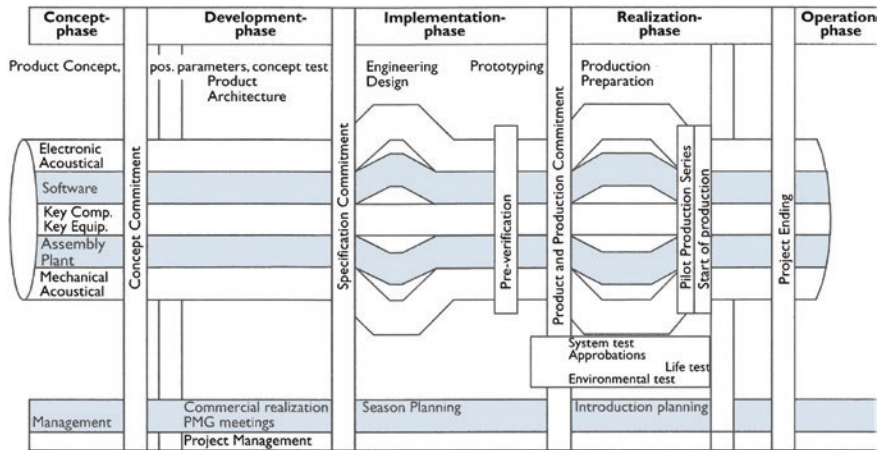 Concept-
phase
Development-
phase
Implementation-
phase
Realization-
phase
Operation
phase
Product Concept,
pos. parameters, concept test
Product
Architecture
Engineering
Design
Prototyping
Production
Preparation
Electronic
Acoustical
Software
Key Comp.
Key Equip.
Assembly
Plant
Mechanical
Acoustical
Concept Commitment
Specification Commitment
Pre-verification
Product and Production Commitment
Pilot Production Series
Start of production
Project Ending
System test
Approbations
Life test
Environmental test
Management
Commercial realization
PMG meetings
Project Management
Season Planning
Introduction planning